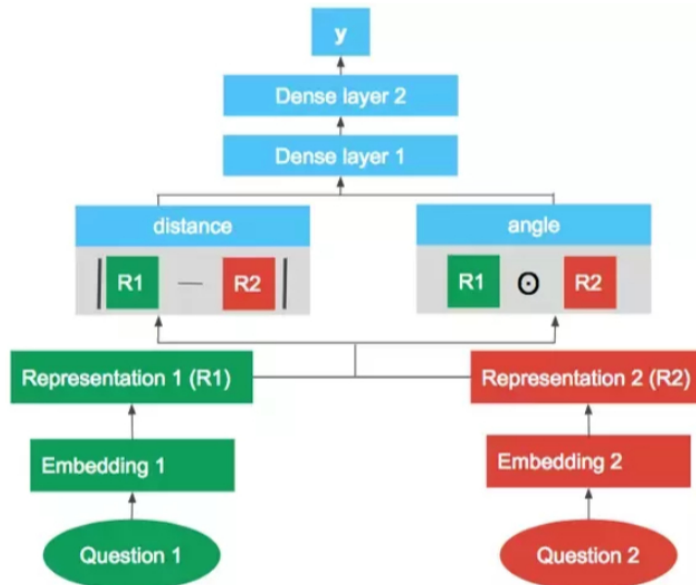 y
Dense layer 2
Dense layer 1
distance
angle
| R1 — R2 |
R1 ⊙ R2
Representation 1 (R1)
Representation 2 (R2)
Embedding 1
Embedding 2
Question 1
Question 2